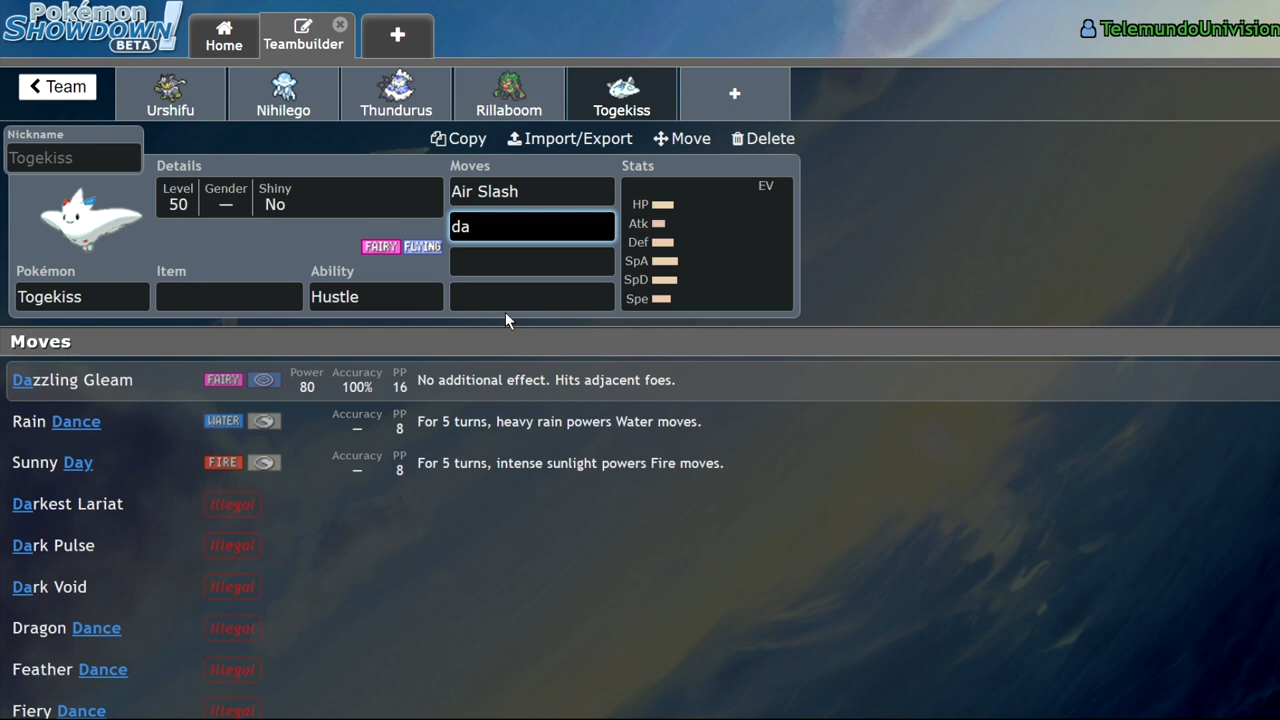 Pokémon
SHOWDOWN!
BETA
Home
Teambuilder
TelemundoUnivision
Team
Urshifu
Nihilego
Thundurus
Rillaboom
Togekiss
Copy
Import/Export
Move
Delete
Nickname
Togekiss
Details
Level
50
Gender
—
Shiny
No
FAIRY FLYING
Pokémon
Togekiss
Item
Ability
Hustle
Moves
Air Slash
da
Stats
EV
HP
Atk
Def
SpA
SpD
Spe
Moves
Dazzling Gleam FAIRY Power 80 Accuracy 100% PP 16 No additional effect. Hits adjacent foes.
Rain Dance WATER Accuracy — PP 8 For 5 turns, heavy rain powers Water moves.
Sunny Day FIRE Accuracy — PP 8 For 5 turns, intense sunlight powers Fire moves.
Darkest Lariat Illegal
Dark Pulse Illegal
Dark Void Illegal
Dragon Dance Illegal
Feather Dance Illegal
Fiery Dance Illegal